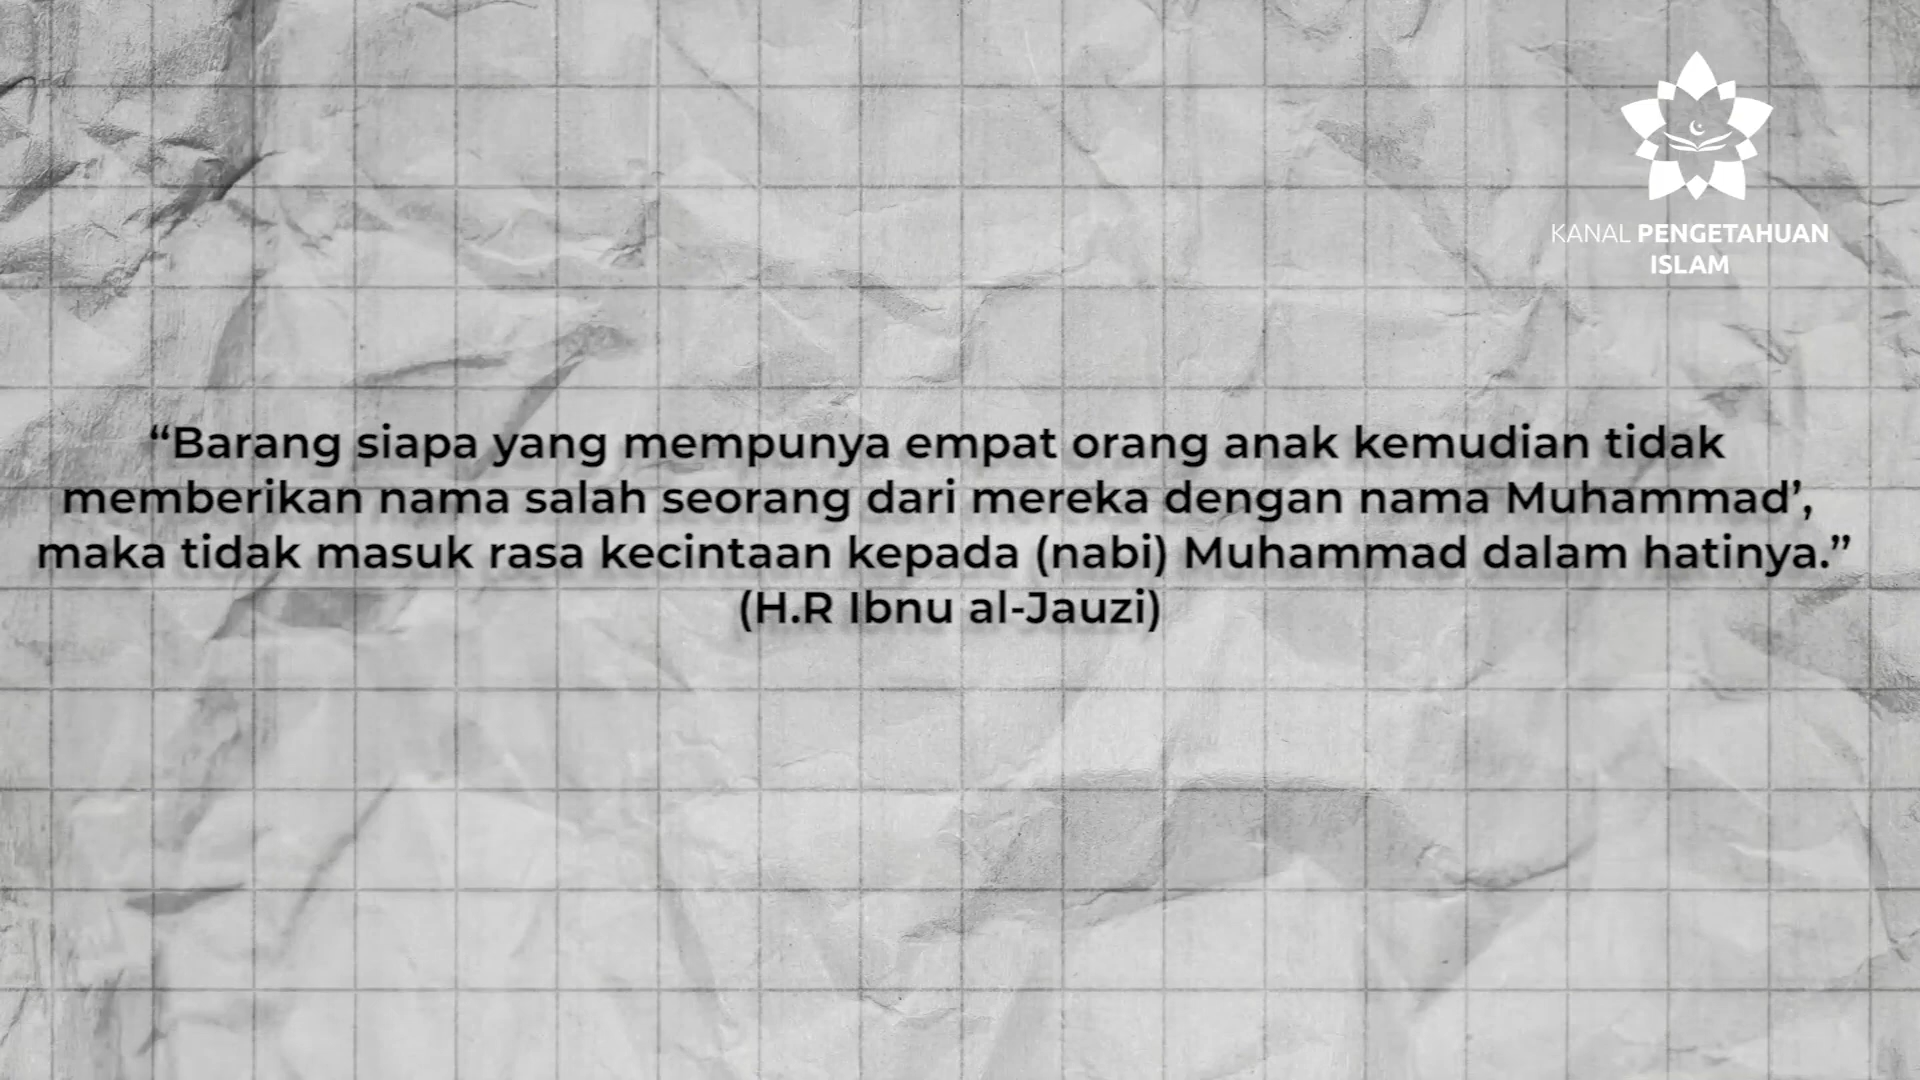 KANAL PENGETAHUAN
ISLAM
“Barang siapa yang mempunya empat orang anak kemudian tidak
memberikan nama salah seorang dari mereka dengan nama Muhammad’,
maka tidak masuk rasa kecintaan kepada (nabi) Muhammad dalam hatinya.”
(H.R Ibnu al-Jauzi)